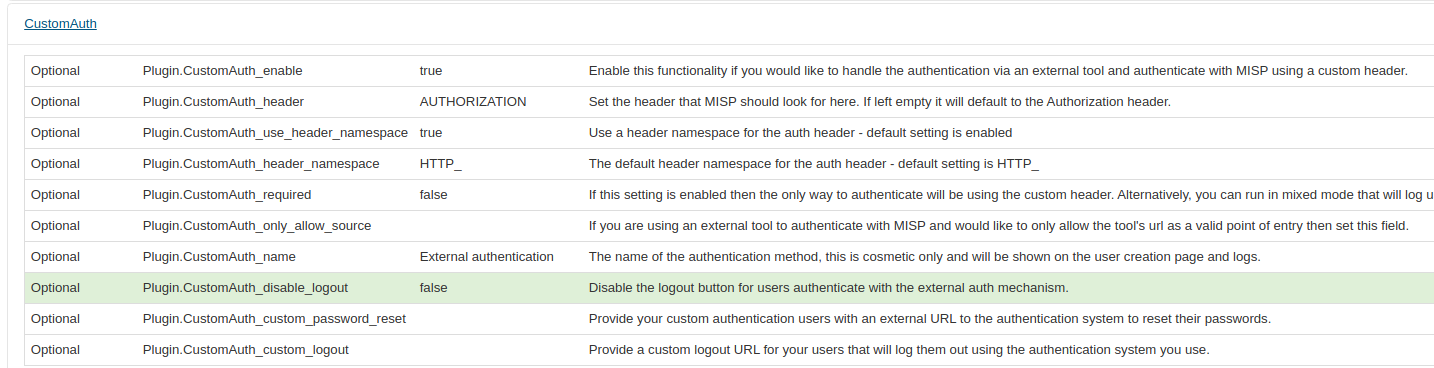 CustomAuth
Optional Plugin.CustomAuth_enable true Enable this functionality if you would like to handle the authentication via an external tool and authenticate with MISP using a custom header.
Optional Plugin.CustomAuth_header AUTHORIZATION Set the header that MISP should look for here. If left empty it will default to the Authorization header.
Optional Plugin.CustomAuth_use_header_namespace true Use a header namespace for the auth header - default setting is enabled
Optional Plugin.CustomAuth_header_namespace HTTP_ The default header namespace for the auth header - default setting is HTTP_
Optional Plugin.CustomAuth_required false If this setting is enabled then the only way to authenticate will be using the custom header. Alternatively, you can run in mixed mode that will log u
Optional Plugin.CustomAuth_only_allow_source If you are using an external tool to authenticate with MISP and would like to only allow the tool's url as a valid point of entry then set this field.
Optional Plugin.CustomAuth_name External authentication The name of the authentication method, this is cosmetic only and will be shown on the user creation page and logs.
Optional Plugin.CustomAuth_disable_logout false Disable the logout button for users authenticate with the external auth mechanism.
Optional Plugin.CustomAuth_custom_password_reset Provide your custom authentication users with an external URL to the authentication system to reset their passwords.
Optional Plugin.CustomAuth_custom_logout Provide a custom logout URL for your users that will log them out using the authentication system you use.